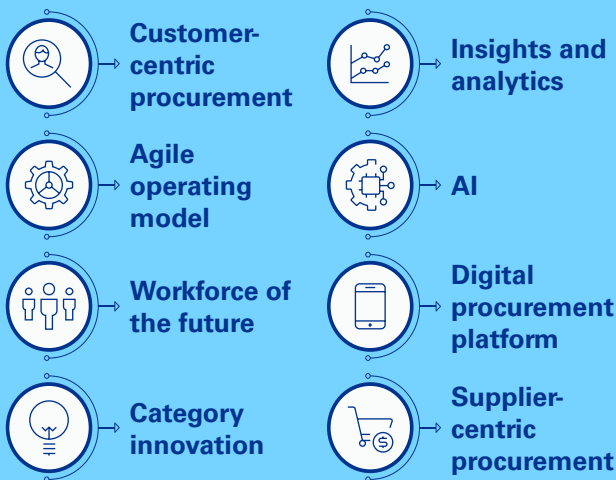 Customer-
centric
procurement
Agile
operating
model
Workforce of
the future
Category
innovation
Insights and
analytics
AI
Digital
procurement
platform
$
Supplier-
centric
procurement